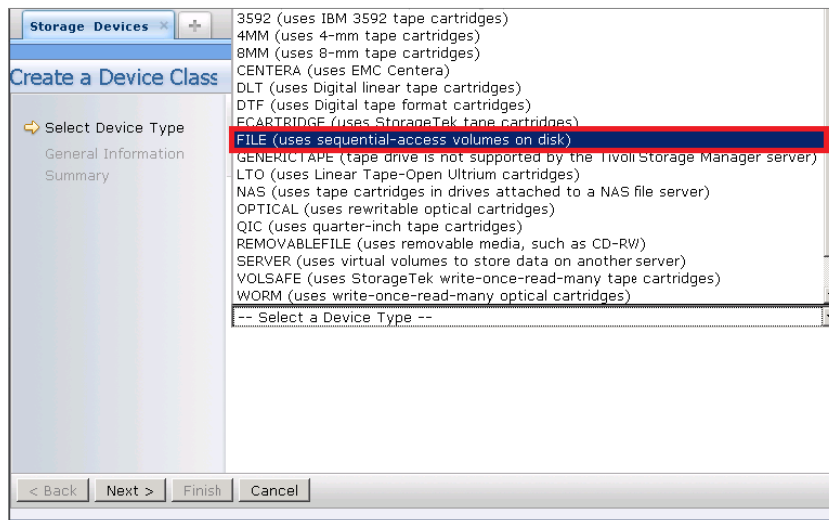 Storage Devices
Create a Device Class
Select Device Type
General Information
Summary
3592 (uses IBM 3592 tape cartridges)
4MM (uses 4-mm tape cartridges)
8MM (uses 8-mm tape cartridges)
CENTERA (uses EMC Centera)
DLT (uses Digital linear tape cartridges)
DTF (uses Digital tape format cartridges)
ECARTRIDGE (uses StorageTek tape cartridges)
FILE (uses sequential-access volumes on disk)
GENERICTAPE (tape drive is not supported by the Tivoli Storage Manager server)
LTO (uses Linear Tape-Open Ultrium cartridges)
NAS (uses tape cartridges in drives attached to a NAS file server)
OPTICAL (uses rewritable optical cartridges)
QIC (uses quarter-inch tape cartridges)
REMOVABLEFILE (uses removable media, such as CD-RW)
SERVER (uses virtual volumes to store data on another server)
VOLSAFE (uses StorageTek write-once-read-many tape cartridges)
WORM (uses write-once-read-many optical cartridges)
-- Select a Device Type --
< Back Next > Finish Cancel